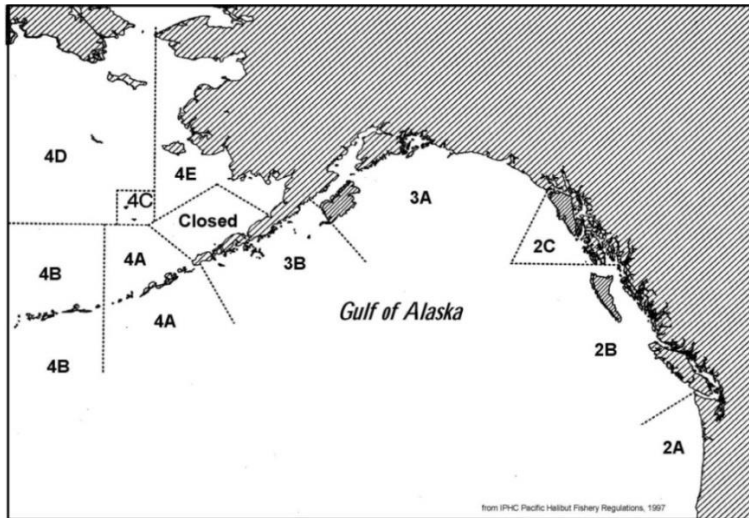 4D
4E
4C
3A
Closed
2C
4A
4B
3B
4A
Gulf of Alaska
4B
2B
2A
from IPHC Pacific Halibut Fishery Regulations, 1997